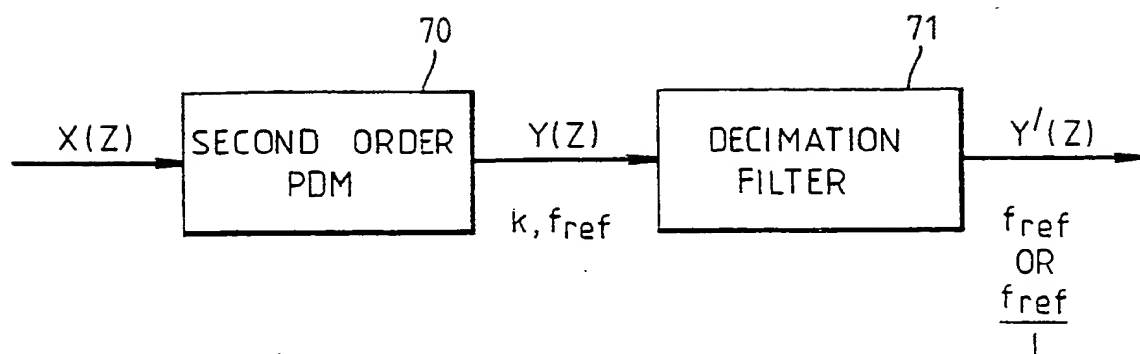 70
71
X(Z)
SECOND ORDER
PDM
Y(Z)
k, fref
DECIMATION
FILTER
Y'(Z)
fref
OR
fref